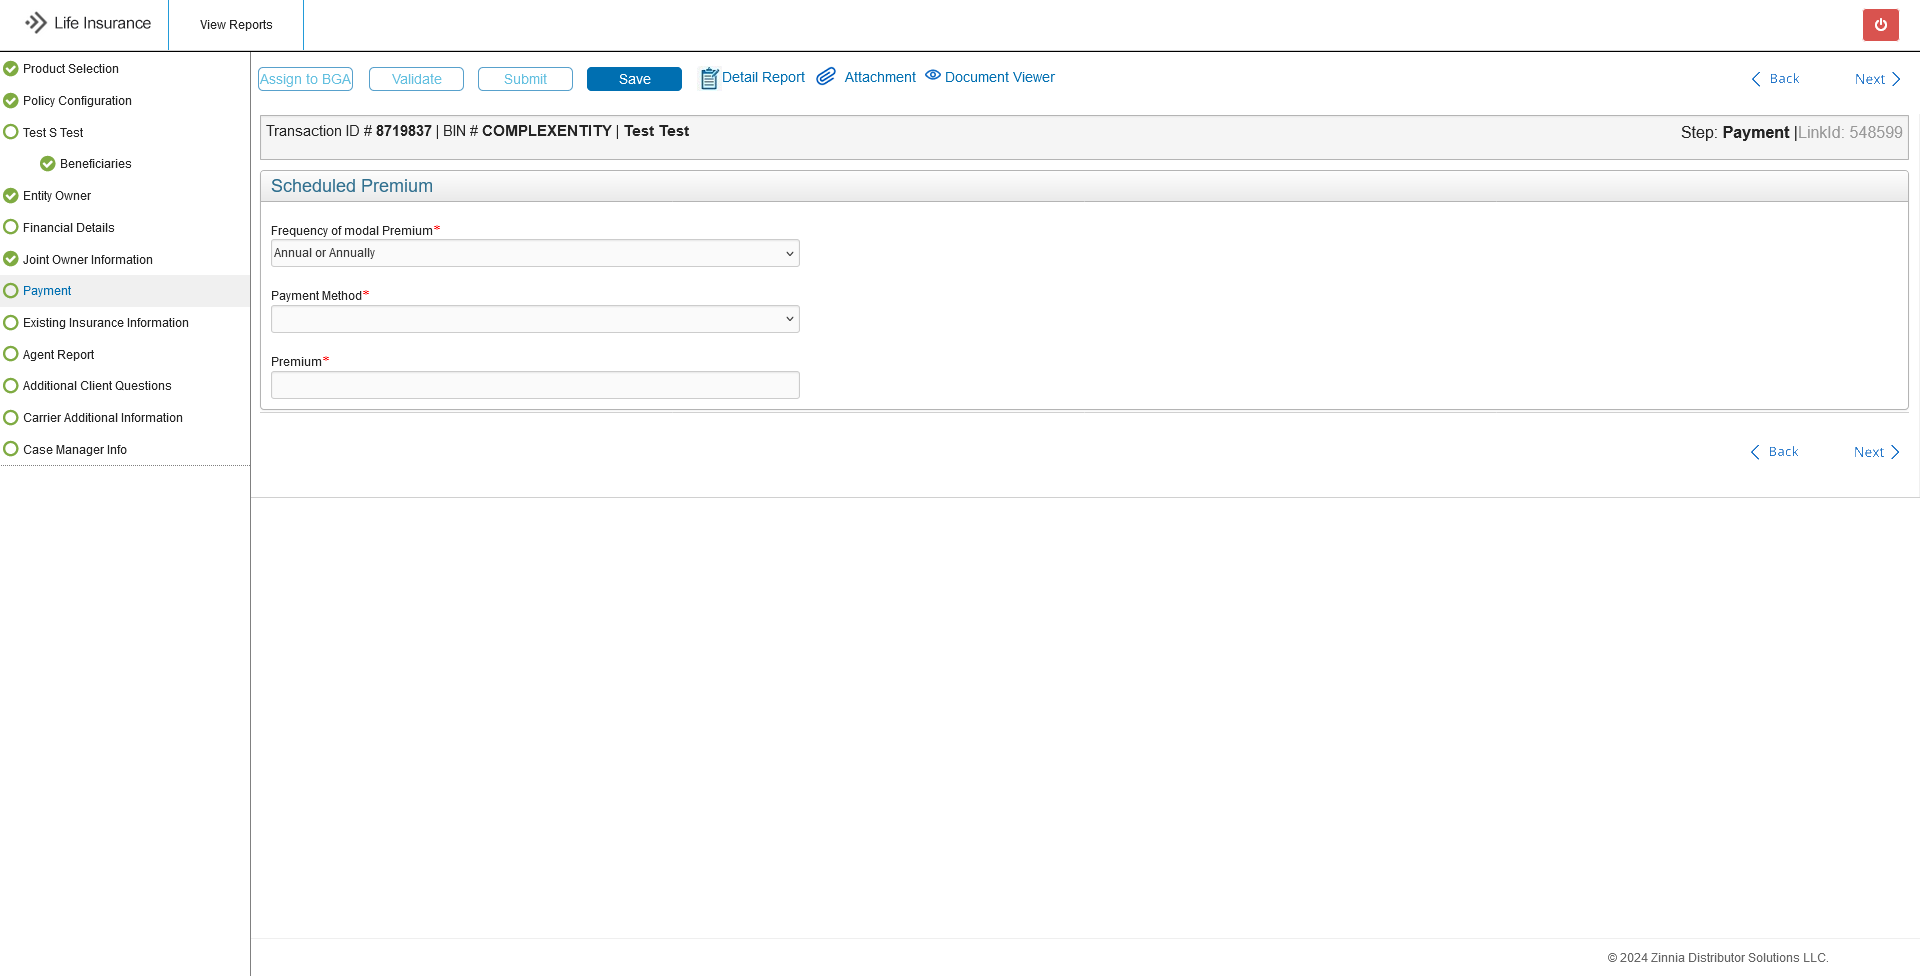 Life Insurance
View Reports
Product Selection
Policy Configuration
Test S Test
Beneficiaries
Entity Owner
Financial Details
Joint Owner Information
Payment
Existing Insurance Information
Agent Report
Additional Client Questions
Carrier Additional Information
Case Manager Info
Assign to BGA Validate Submit Save Detail Report Attachment Document Viewer Back Next
Transaction ID # 8719837 | BIN # COMPLEXENTITY | Test Test
Step: Payment |LinkId: 548599
Scheduled Premium
Frequency of modal Premium*
Annual or Annually
Payment Method*
Premium*
Back Next
© 2024 Zinnia Distributor Solutions LLC.